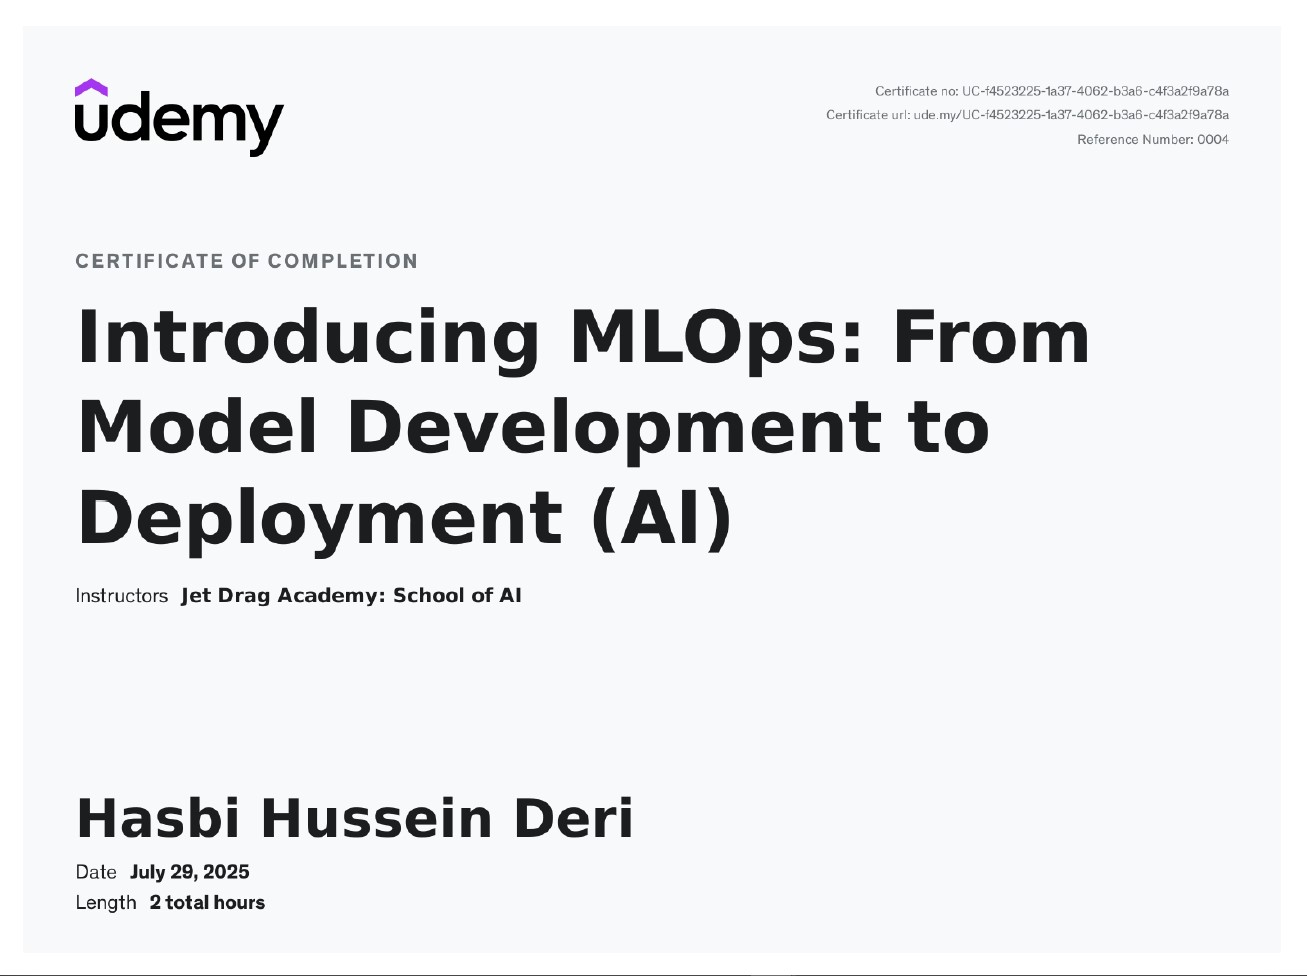 udemy
Certificate no: UC-f4523225-1a37-4062-b3a6-c4f3a2f9a78a
Certificate url: ude.my/UC-f4523225-1a37-4062-b3a6-c4f3a2f9a78a
Reference Number: 0004
CERTIFICATE OF COMPLETION
Introducing MLOps: From
Model Development to
Deployment (AI)
Instructors Jet Drag Academy: School of AI
Hasbi Hussein Deri
Date July 29, 2025
Length 2 total hours